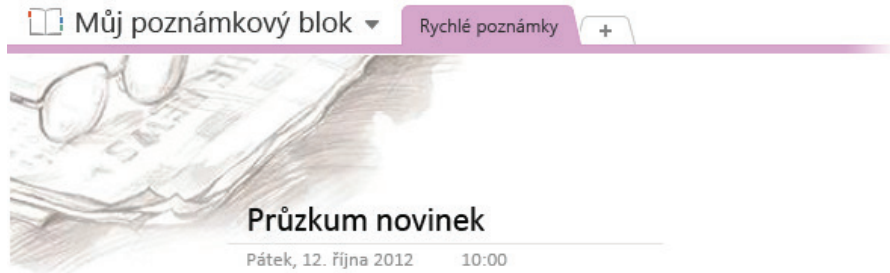 Můj poznámkový blok
Rychlé poznámky
+
Průzkum novinek
Pátek, 12. října 2012 10:00